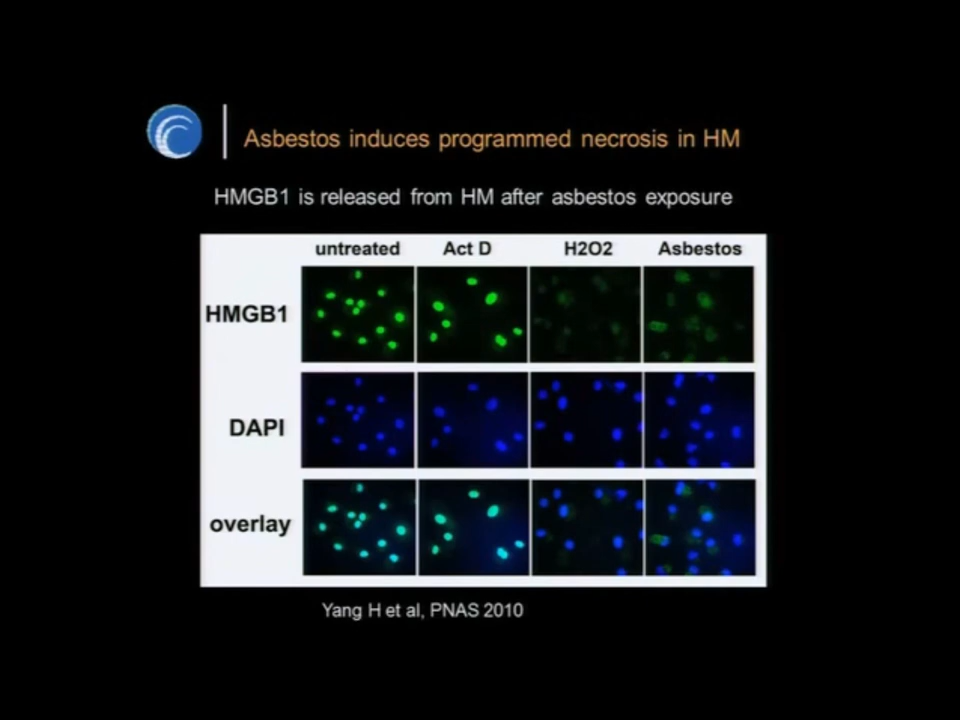 Asbestos induces programmed necrosis in HM
HMGB1 is released from HM after asbestos exposure
untreated Act D H2O2 Asbestos
HMGB1
DAPI
overlay
Yang H et al, PNAS 2010